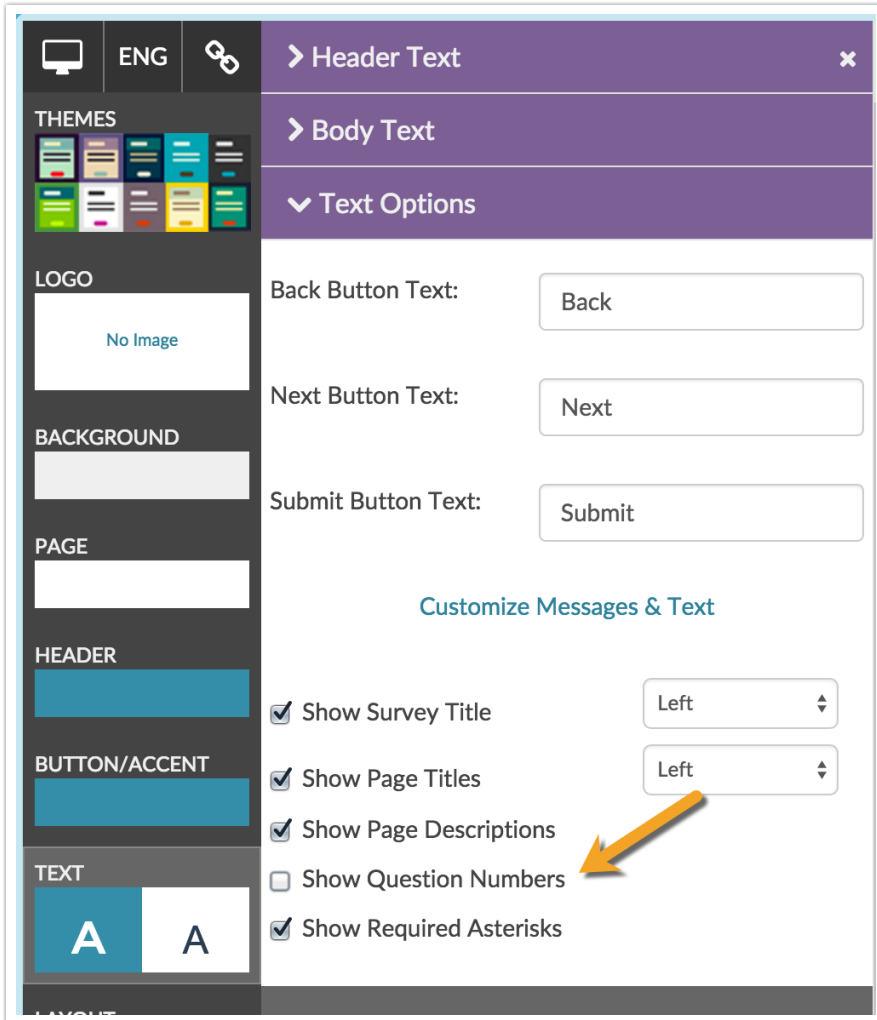 ENG
THEMES
LOGO
No Image
BACKGROUND
PAGE
HEADER
BUTTON/ACCENT
TEXT
A A
LAYOUT
Header Text
Body Text
Text Options
Back Button Text: Back
Next Button Text: Next
Submit Button Text: Submit
Customize Messages & Text
Show Survey Title Left
Show Page Titles Left
Show Page Descriptions
Show Question Numbers
Show Required Asterisks